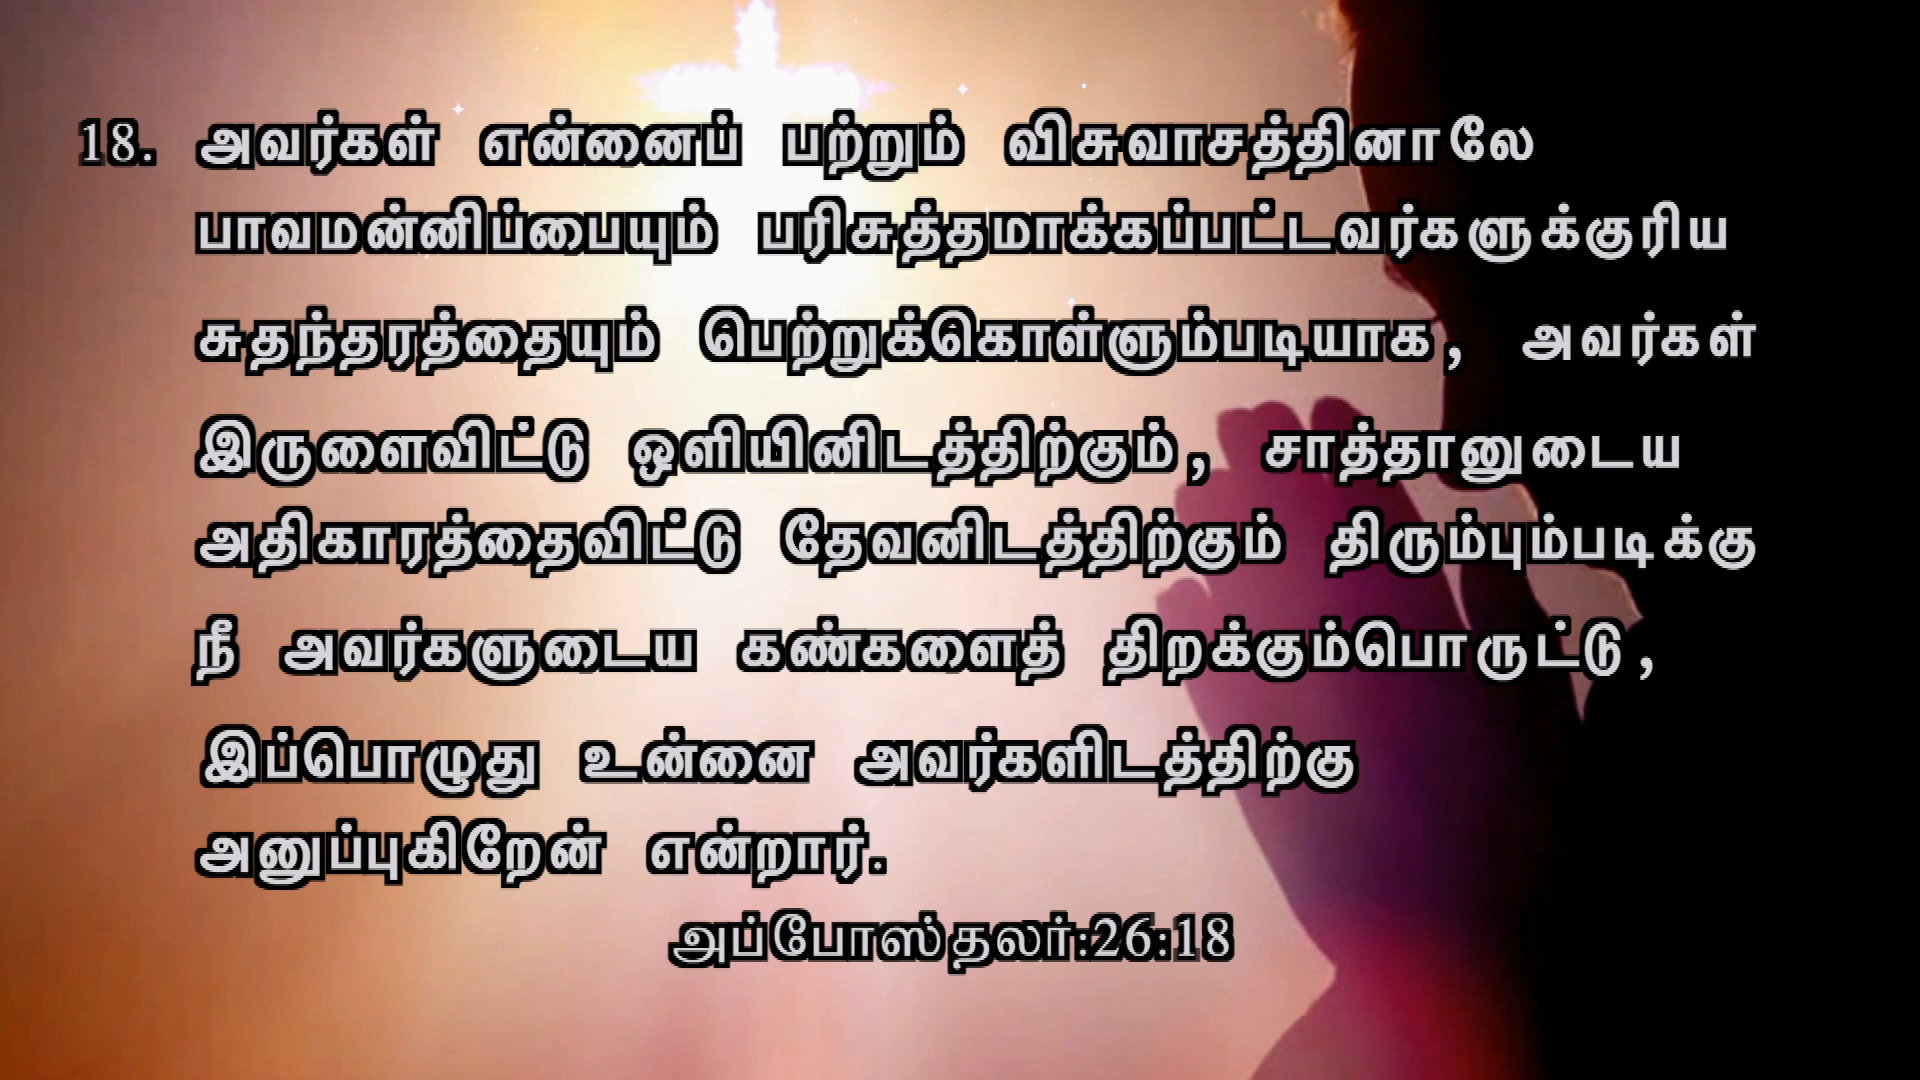 18. அவர்கள் என்னைப் பற்றும் விசுவாசத்தினாலே
பாவமன்னிப்பையும் பரிசுத்தமாக்கப்பட்டவர்களுக்குரிய
சுதந்தரத்தையும் பெற்றுக்கொள்ளும்படியாக, அவர்கள்
இருளைவிட்டு ஒளியினிடத்திற்கும், சாத்தானுடைய
அதிகாரத்தைவிட்டு தேவனிடத்திற்கும் திரும்பும்படிக்கு
நீ அவர்களுடைய கண்களைத் திறக்கும்பொருட்டு,
இப்பொழுது உன்னை அவர்களிடத்திற்கு
அனுப்புகிறேன் என்றார்.
அப்போஸ்தலர்:26:18